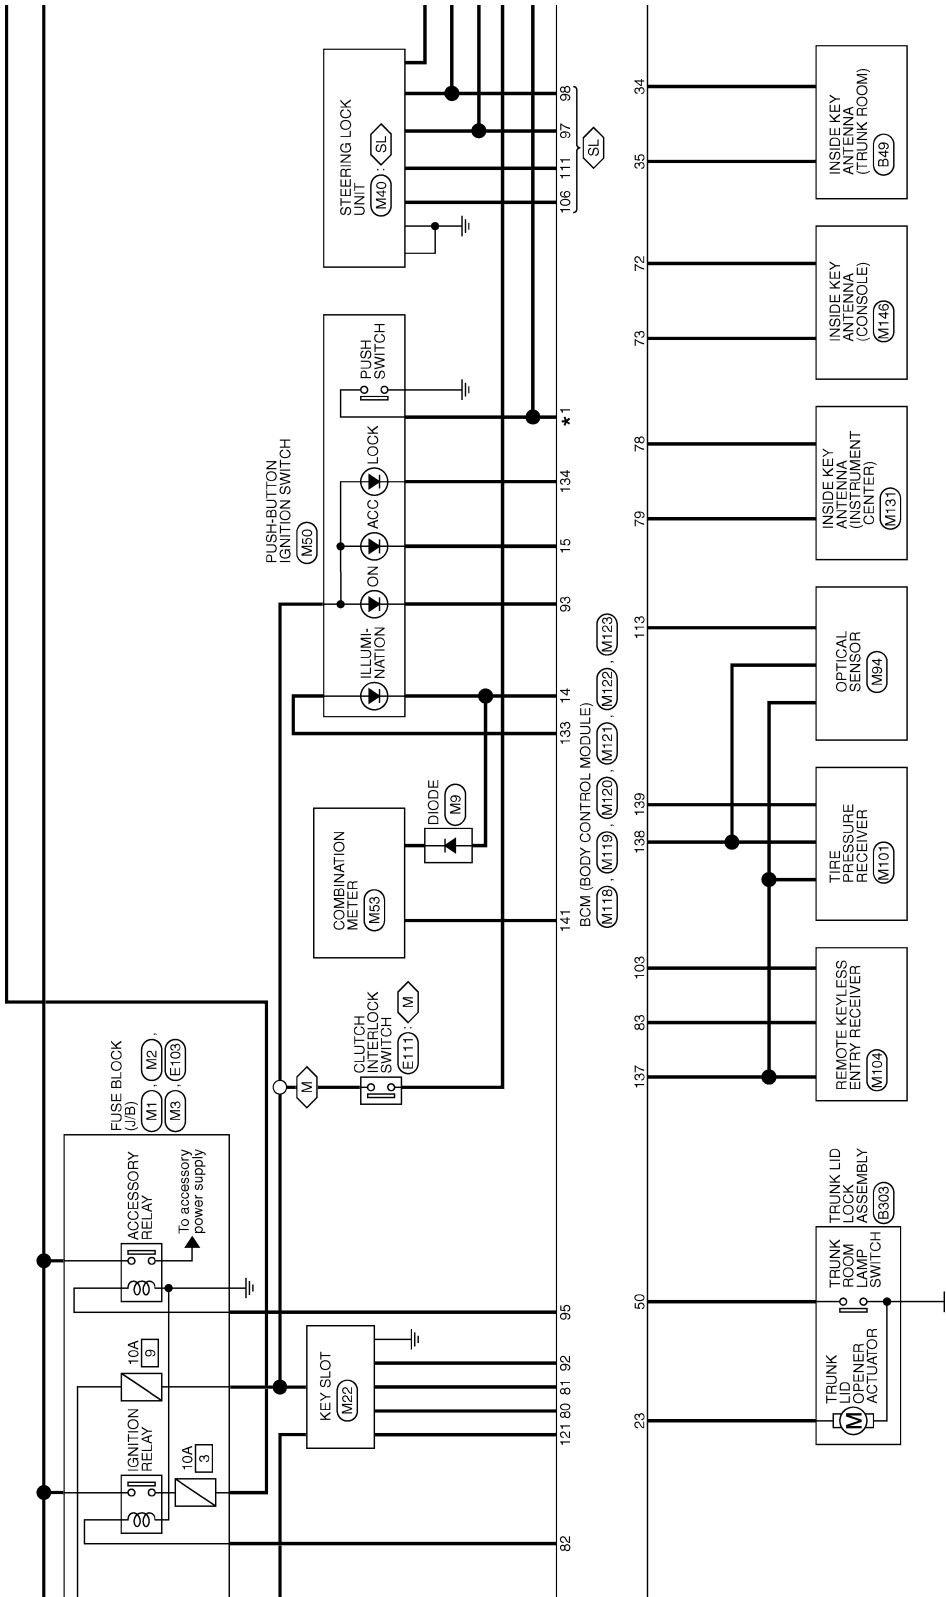 STEERING LOCK
UNIT
M40 : SL
98
97
111
106
SL
PUSH-BUTTON
IGNITION SWITCH
M50
PUSH
SWITCH
LOCK
ACC
ON
ILLUMI-
NATION
*1
134
15
93
14
133
COMBINATION
METER
M53
DIODE
M9
141
BCM (BODY CONTROL MODULE)
M118 , M119 , M120 , M121 , M122 , M123
CLUTCH
INTERLOCK
SWITCH
E111 : M
M
FUSE BLOCK
(J/B)
M1 , M2 ,
M3 , E103
ACCESSORY
RELAY
To accessory
power supply
10A
9
IGNITION
RELAY
10A
3
KEY SLOT
M22
95
92
81
80
121
82
34
35
INSIDE KEY
ANTENNA
(TRUNK ROOM)
B49
72
73
INSIDE KEY
ANTENNA
(CONSOLE)
M146
78
79
INSIDE KEY
ANTENNA
(INSTRUMENT
CENTER)
M131
113
OPTICAL
SENSOR
M94
139
138
TIRE
PRESSURE
RECEIVER
M101
103
83
137
REMOTE KEYLESS
ENTRY RECEIVER
M104
TRUNK LID
LOCK
ASSEMBLY
B303
50
TRUNK
ROOM
LAMP
SWITCH
23
TRUNK
LID
OPENER
ACTUATOR
M